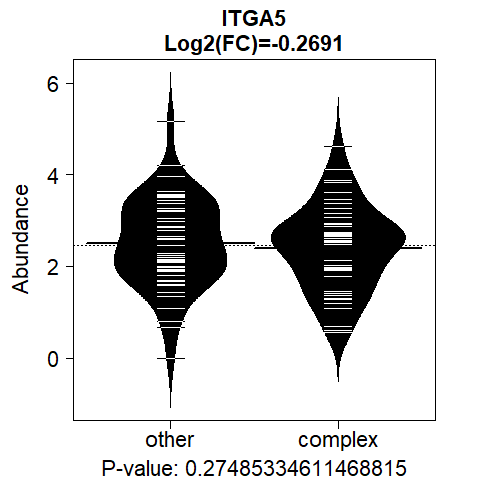 ITGA5
Log2(FC)=-0.2691
Abundance
6
4
2
0
other complex
P-value: 0.27485334611468815